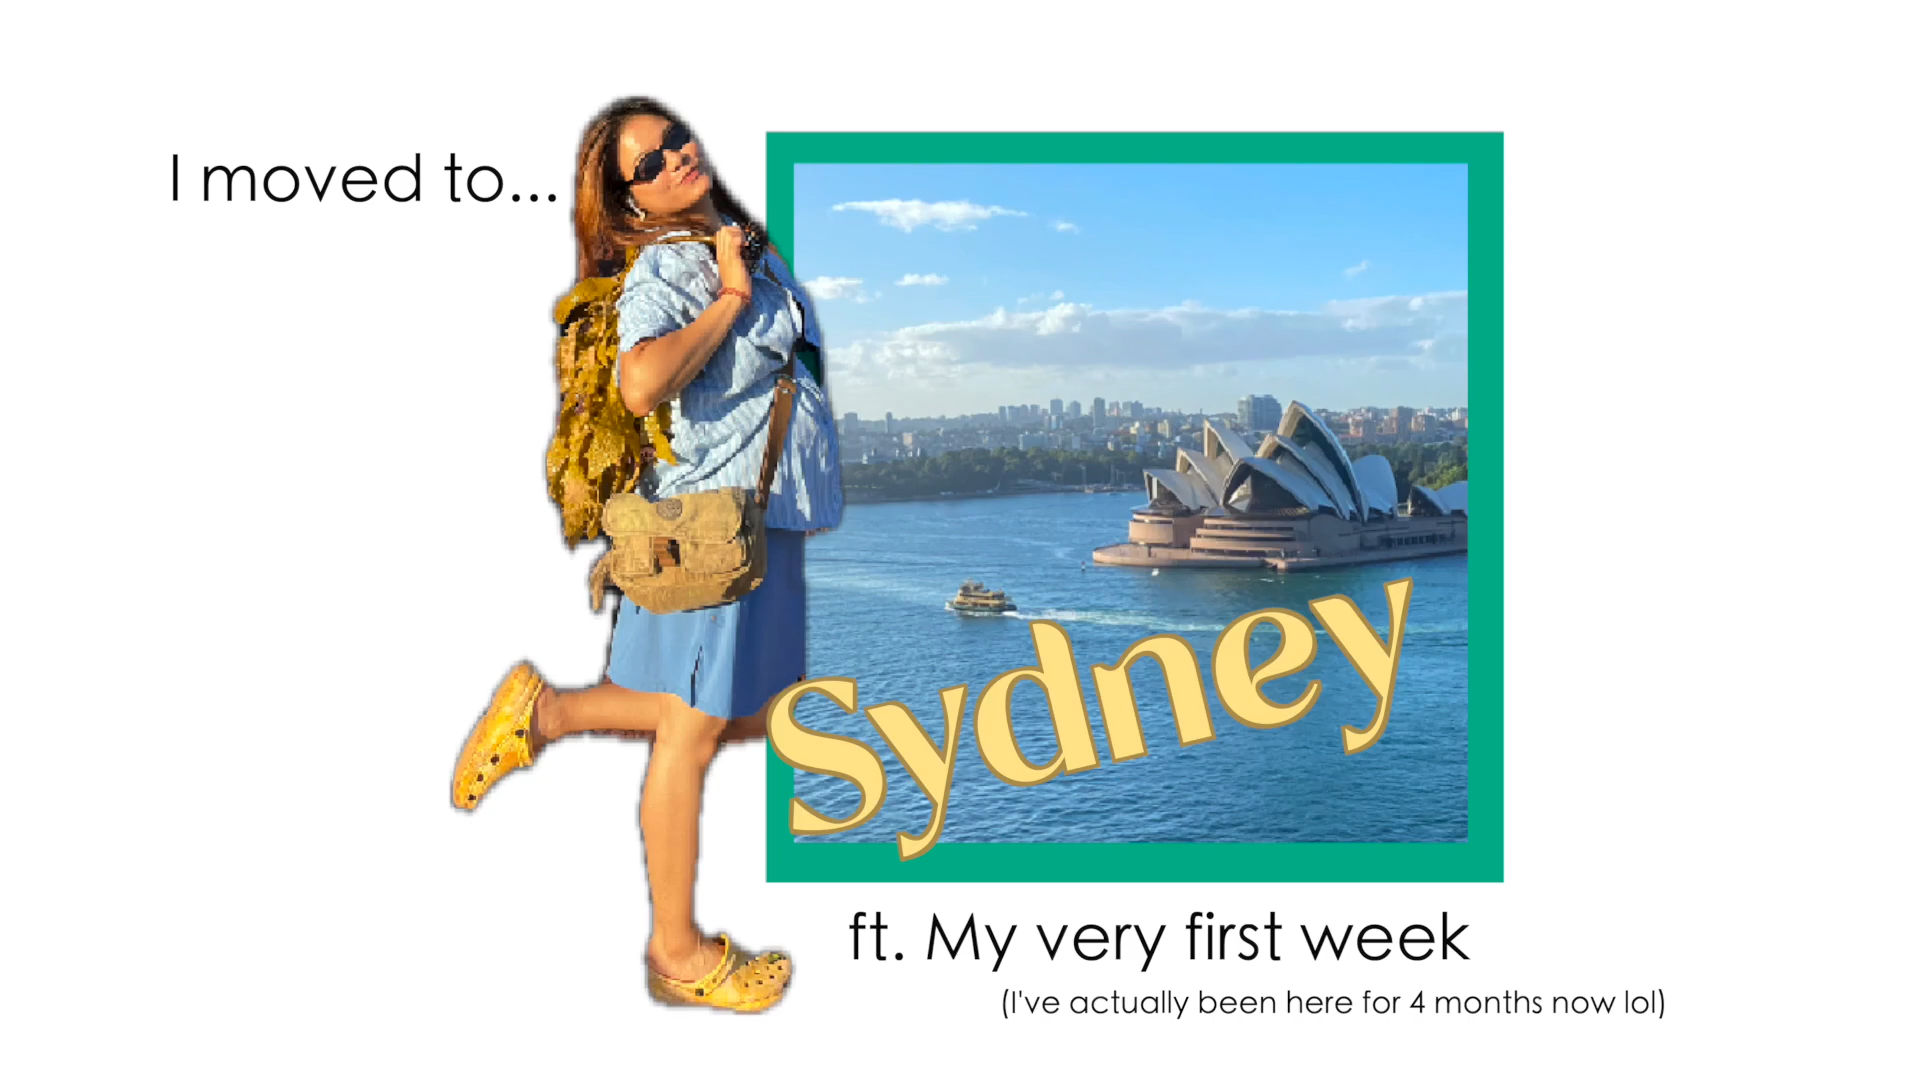 I moved to...
Sydney
ft. My very first week
(I've actually been here for 4 months now lol)